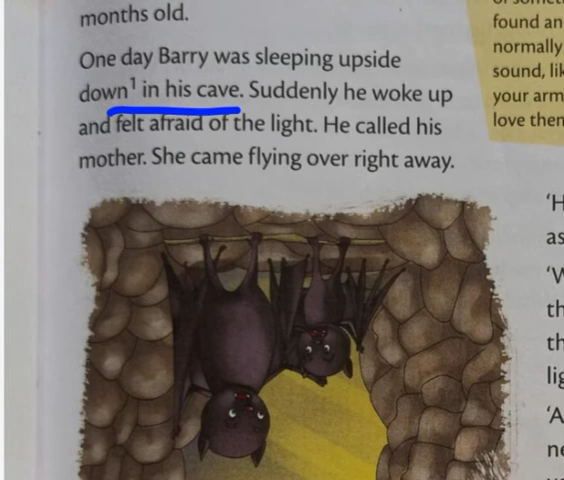 months old.
One day Barry was sleeping upside
down¹ in his cave. Suddenly he woke up
and felt afraid of the light. He called his
mother. She came flying over right away.
found an
normally
sound, lik
your arm
love then
'H
as
'W
th
th
lig
'A
ne